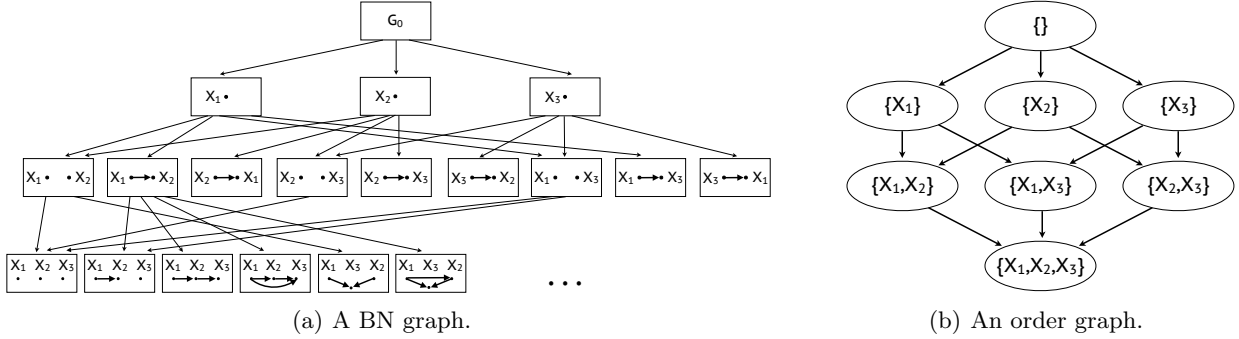 G₀
X₁ X₂ X₃
X₁ X₂ X₁ X₂ X₂ X₁ X₂ X₃ X₂ X₃ X₃ X₂ X₁ X₃ X₁ X₃ X₃ X₁
X₁ X₂ X₃ X₁ X₂ X₃ X₁ X₂ X₃ X₁ X₂ X₃ X₁ X₃ X₂ X₁ X₃ X₂ ...
(a) A BN graph.
{}
{X₁} {X₂} {X₃}
{X₁,X₂} {X₁,X₃} {X₂,X₃}
{X₁,X₂,X₃}
(b) An order graph.